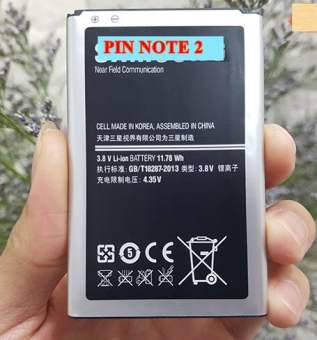 PIN NOTE 2
Near Field Communication
CELL MADE IN KOREA, ASSEMBLED IN CHINA
天津三星视界有限公司为三星制造
3.8 V Li-ion BATTERY 11.78 Wh
执行标准: GB/T18287-2013 类型: 3.8V 锂离子
充电限制电压: 4.35V
5